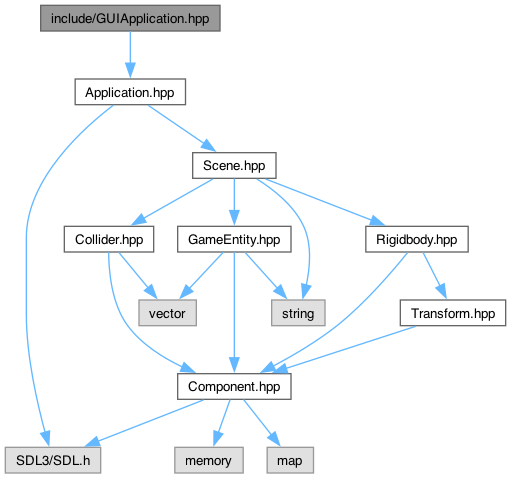 include/GUIApplication.hpp
Application.hpp
Scene.hpp
Collider.hpp
GameEntity.hpp
Rigidbody.hpp
vector
string
Transform.hpp
Component.hpp
SDL3/SDL.h
memory
map